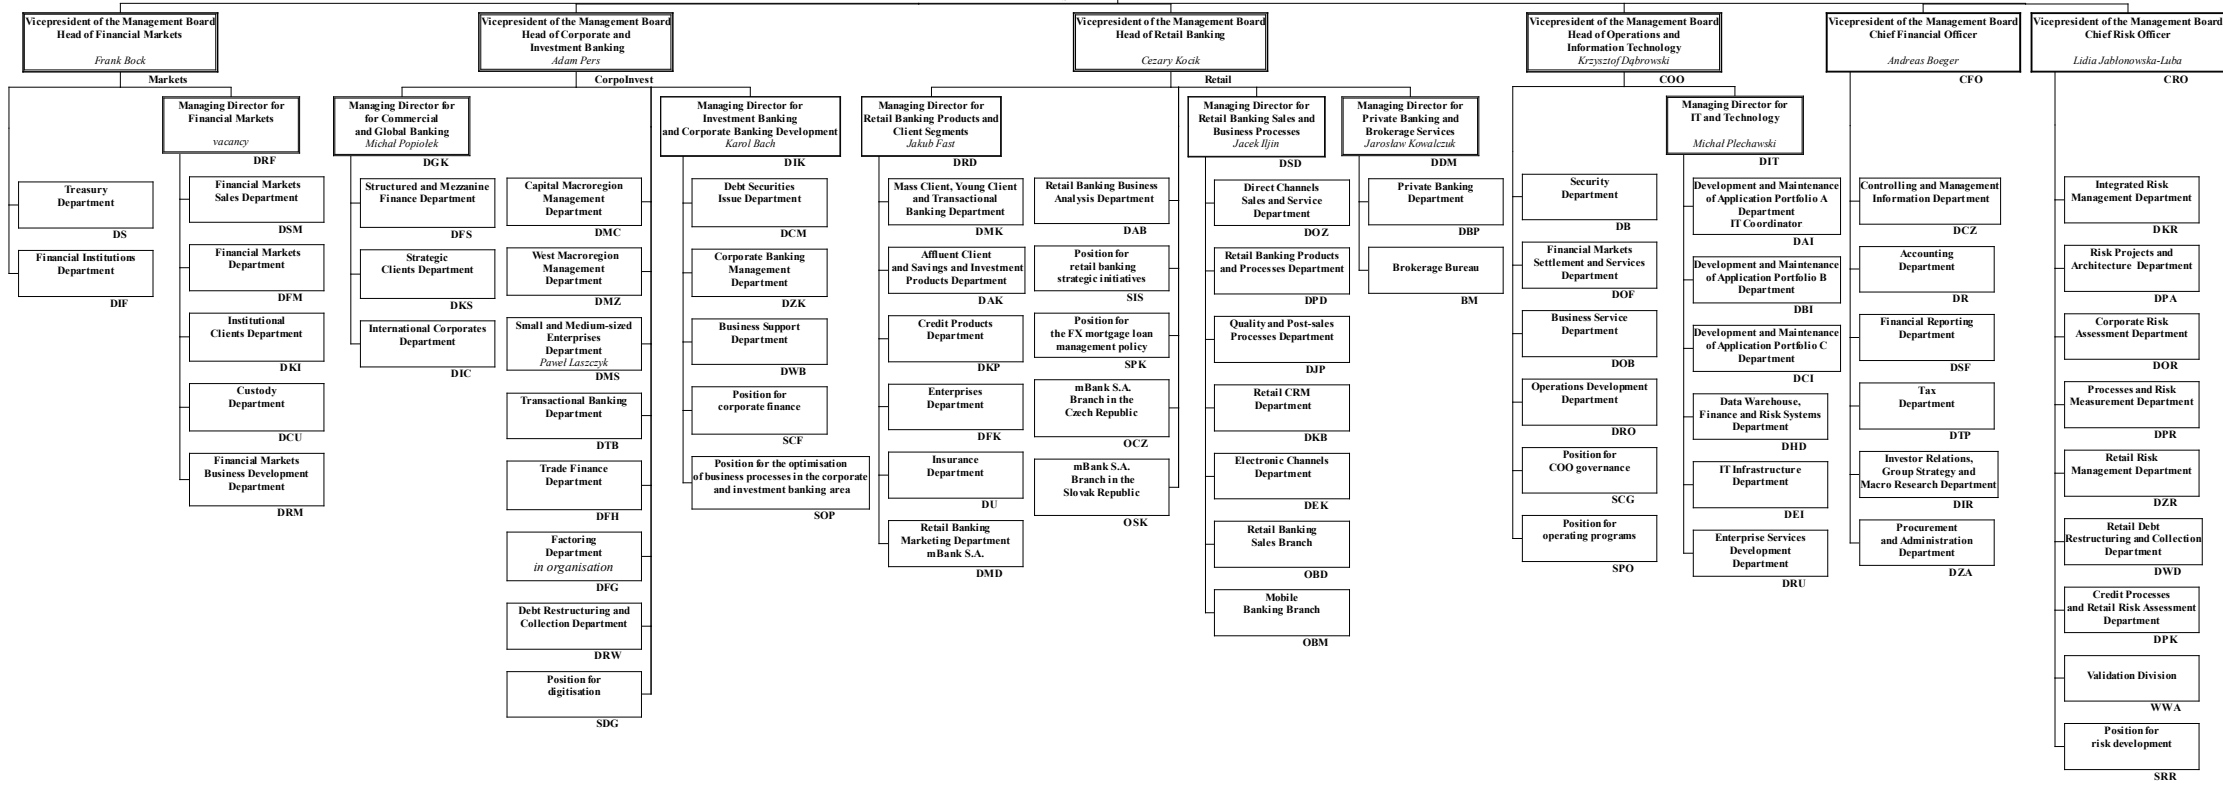 Vicepresident of the Management Board
Head of Financial Markets
Frank Bock
Markets
Managing Director for
Financial Markets
vacancy
DRF
Treasury
Department
DS
Financial Institutions
Department
DIF
Financial Markets
Sales Department
DSM
Financial Markets
Department
DFM
Institutional
Clients Department
DKI
Custody
Department
DCU
Financial Markets
Business Development
Department
DRM
Vicepresident of the Management Board
Head of Corporate and
Investment Banking
Adam Pers
CorpoInvest
Managing Director for
for Commercial
and Global Banking
Michał Popiołek
DGK
Structured and Mezzanine
Finance Department
DFS
Strategic
Clients Department
DKS
International Corporates
Department
DIC
Capital Macroregion
Management
Department
DMC
West Macroregion
Management
Department
DMZ
Small and Medium-sized
Enterprises
Department
Paweł Laszczyk
DMS
Transactional Banking
Department
DTB
Trade Finance
Department
DFH
Factoring
Department
in organisation
DFG
Debt Restructuring and
Collection Department
DRW
Position for
digitisation
SDG
Managing Director for
Investment Banking
and Corporate Banking Development
Karol Bach
DIK
Debt Securities
Issue Department
DCM
Corporate Banking
Management
Department
DZK
Business Support
Department
DWB
Position for
corporate finance
SCF
Position for the optimisation
of business processes in the corporate
and investment banking area
SOP
Vicepresident of the Management Board
Head of Retail Banking
Cezary Kocik
Retail
Managing Director for
Retail Banking Products and
Client Segments
Jakub Fast
DRD
Mass Client, Young Client
and Transactional
Banking Department
DMK
Affluent Client
and Savings and Investment
Products Department
DAK
Credit Products
Department
DKP
Enterprises
Department
DFK
Insurance
Department
DU
Retail Banking
Marketing Department
mBank S.A.
DMD
Retail Banking Business
Analysis Department
DAB
Position for
retail banking
strategic initiatives
SIS
Position for
the FX mortgage loan
management policy
SPK
mBank S.A.
Branch in the
Czech Republic
OCZ
mBank S.A.
Branch in the
Slovak Republic
OSK
Managing Director for
Retail Banking Sales and
Business Processes
Jacek Iljin
DSD
Direct Channels
Sales and Service
Department
DOZ
Retail Banking Products
and Processes Department
DPD
Quality and Post-sales
Processes Department
DJP
Retail CRM
Department
DKB
Electronic Channels
Department
DEK
Retail Banking
Sales Branch
OBD
Mobile
Banking Branch
OBM
Managing Director for
Private Banking and
Brokerage Services
Jarosław Kowalczuk
DDM
Private Banking
Department
DBP
Brokerage Bureau
BM
Vicepresident of the Management Board
Head of Operations and
Information Technology
Krzysztof Dąbrowski
COO
Security
Department
DB
Financial Markets
Settlement and Services
Department
DOF
Business Service
Department
DOB
Operations Development
Department
DRO
Position for
COO governance
SCG
Position for
operating programs
SPO
Managing Director for
IT and Technology
Michał Plechawski
DIT
Development and Maintenance
of Application Portfolio A
Department
IT Coordinator
DAI
Development and Maintenance
of Application Portfolio B
Department
DBI
Development and Maintenance
of Application Portfolio C
Department
DCI
Data Warehouse,
Finance and Risk Systems
Department
DHD
IT Infrastructure
Department
DEI
Enterprise Services
Development
Department
DRU
Vicepresident of the Management Board
Chief Financial Officer
Andreas Boeger
CFO
Controlling and Management
Information Department
DCZ
Accounting
Department
DR
Financial Reporting
Department
DSF
Tax
Department
DTP
Investor Relations,
Group Strategy and
Macro Research Department
DIR
Procurement
and Administration
Department
DZA
Vicepresident of the Management Board
Chief Risk Officer
Lidia Jabłonowska-Luba
CRO
Integrated Risk
Management Department
DKR
Risk Projects and
Architecture Department
DPA
Corporate Risk
Assessment Department
DOR
Processes and Risk
Measurement Department
DPR
Retail Risk
Management Department
DZR
Retail Debt
Restructuring and Collection
Department
DWD
Credit Processes
and Retail Risk Assessment
Department
DPK
Validation Division
WWA
Position for
risk development
SRR